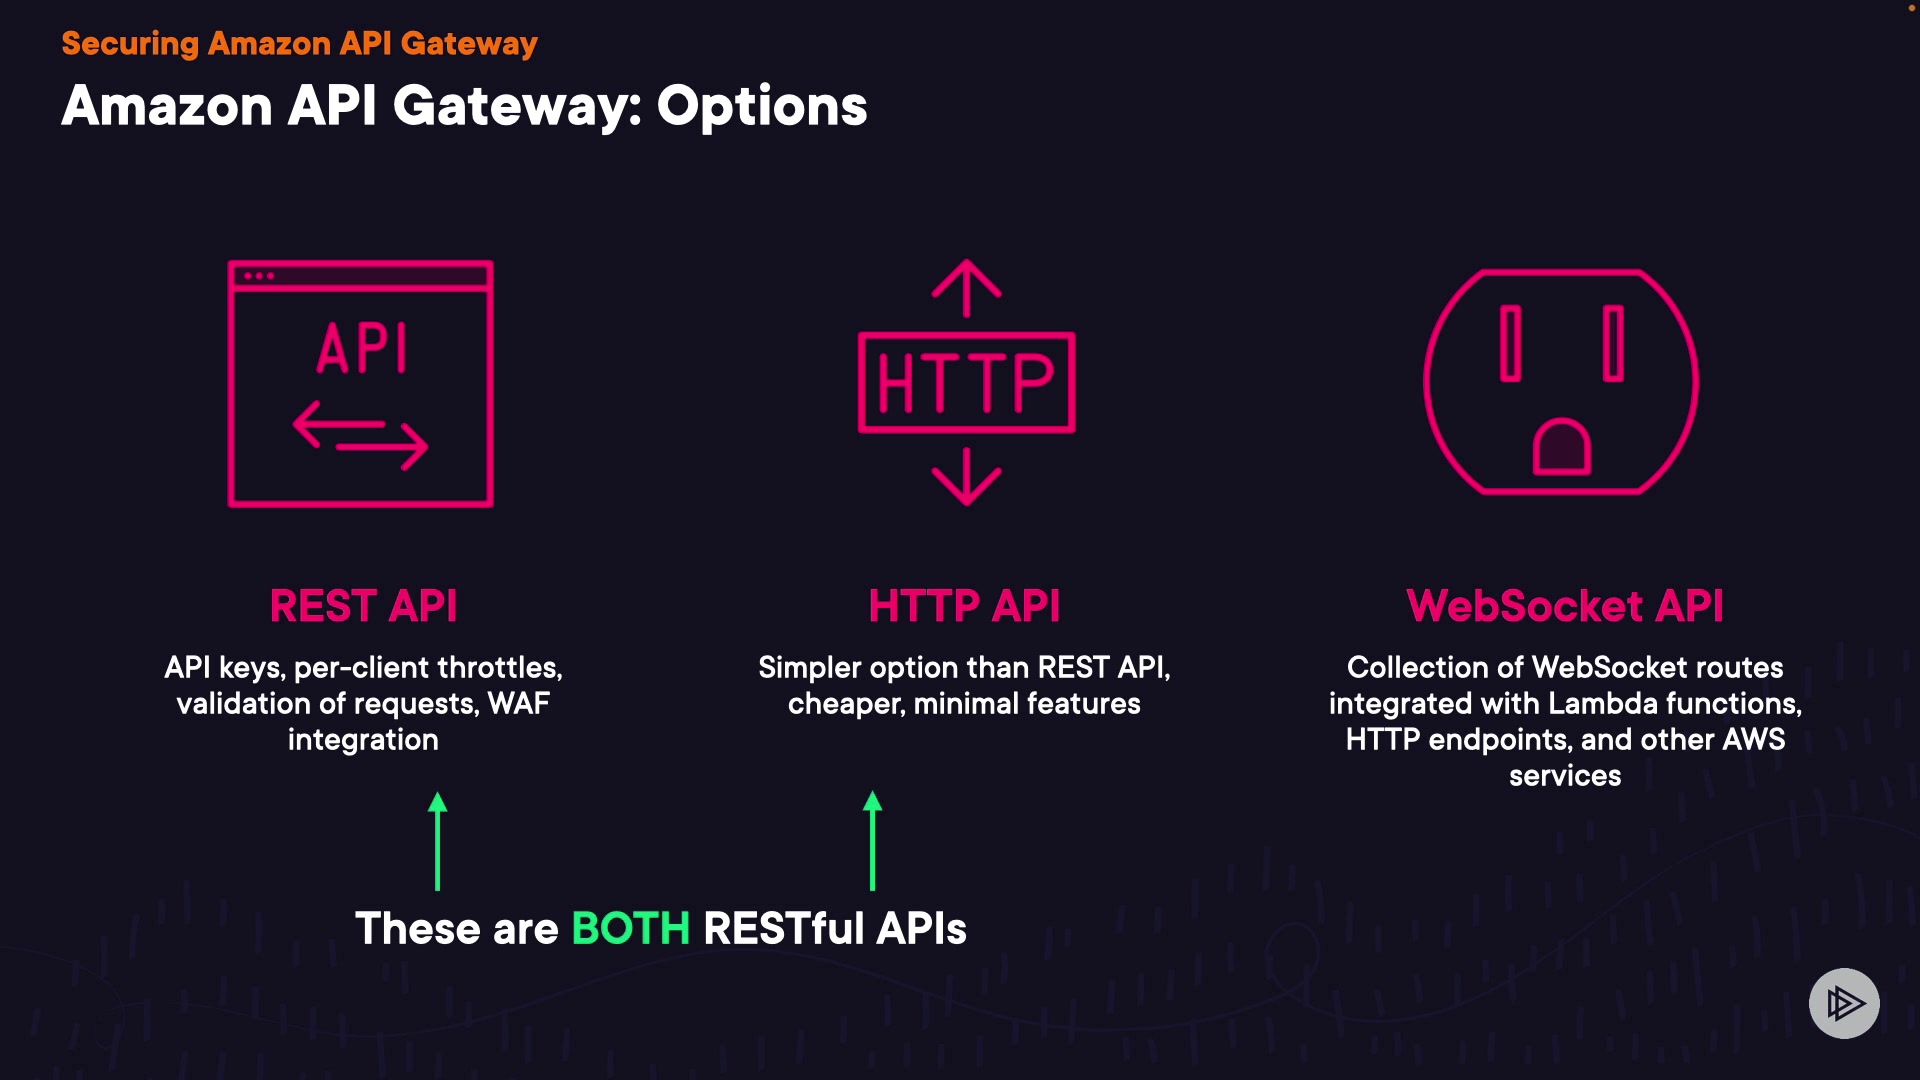 Securing Amazon API Gateway
Amazon API Gateway: Options
API
HTTP
REST API
API keys, per-client throttles,
validation of requests, WAF
integration
HTTP API
Simpler option than REST API,
cheaper, minimal features
WebSocket API
Collection of WebSocket routes
integrated with Lambda functions,
HTTP endpoints, and other AWS
services
These are BOTH RESTful APIs